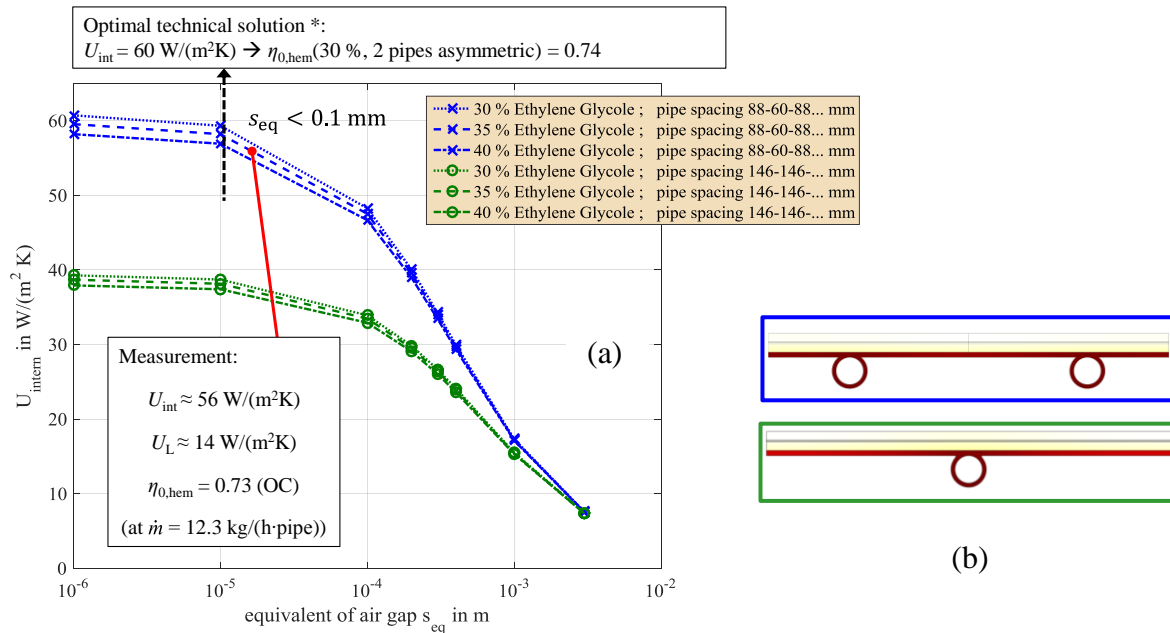 Optimal technical solution *:
U_int = 60 W/(m²K) → η_0,hem(30 %, 2 pipes asymmetric) = 0.74
s_eq < 0.1 mm
30 % Ethylene Glycole ; pipe spacing 88-60-88... mm
35 % Ethylene Glycole ; pipe spacing 88-60-88... mm
40 % Ethylene Glycole ; pipe spacing 88-60-88... mm
30 % Ethylene Glycole ; pipe spacing 146-146-... mm
35 % Ethylene Glycole ; pipe spacing 146-146-... mm
40 % Ethylene Glycole ; pipe spacing 146-146-... mm
60
50
40
30
20
10
0
U_intern in W/(m² K)
Measurement:
U_int ≈ 56 W/(m²K)
U_L ≈ 14 W/(m²K)
η_0,hem = 0.73 (OC)
(at ṁ = 12.3 kg/(h·pipe))
(a)
(b)
10⁻⁶ 10⁻⁵ 10⁻⁴ 10⁻³ 10⁻²
equivalent of air gap s_eq in m